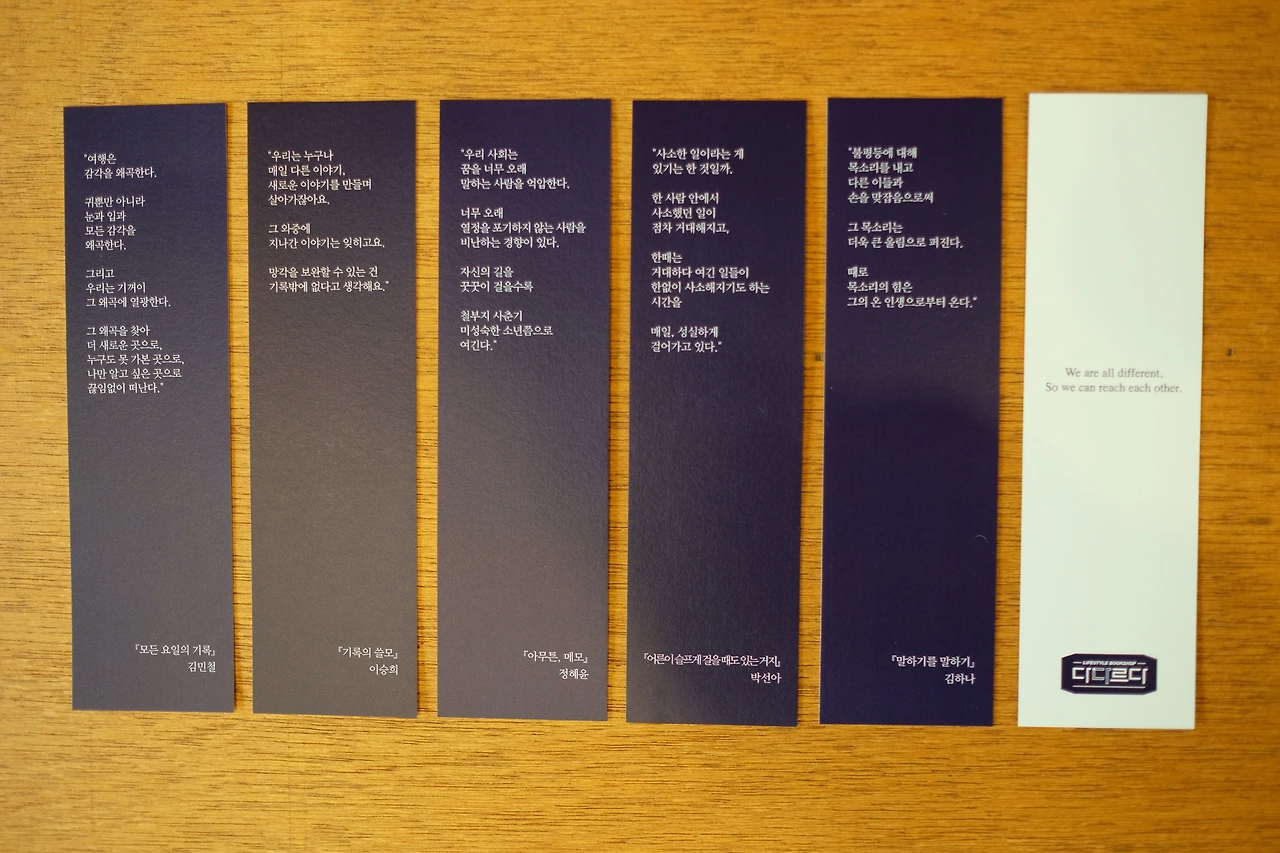 "여행은
감각을 왜곡한다.
귀뿐만 아니라
눈과 입과
모든 감각을
왜곡한다.
그리고
우리는 기꺼이
그 왜곡에 열광한다.
그 왜곡을 찾아
더 새로운 곳으로,
누구도 못 가본 곳으로,
나만 알고 싶은 곳으로
끊임없이 떠난다."
『모든 요일의 기록』
김민철
"우리는 누구나
매일 다른 이야기,
새로운 이야기를 만들며
살아가잖아요.
그 와중에
지나간 이야기는 잊히고요.
망각을 보완할 수 있는 건
기록밖에 없다고 생각해요."
『기록의 쓸모』
이승희
"우리 사회는
꿈을 너무 오래
말하는 사람을 억압한다.
너무 오래
열정을 포기하지 않는 사람을
비난하는 경향이 있다.
자신의 길을
꿋꿋이 걸을수록
철부지 사춘기
미성숙한 소년쯤으로
여긴다."
『아무튼, 메모』
정혜윤
"사소한 일이라는 게
있기는 한 것일까.
한 사람 안에서
사소했던 일이
점차 거대해지고,
한때는
거대하다 여긴 일들이
한없이 사소해지기도 하는
시간을
매일, 성실하게
걸어가고 있다."
『어른이 슬프게 걸을 때도 있는 거지』
박선아
"불평등에 대해
목소리를 내고
다른 이들과
손을 맞잡음으로써
그 목소리는
더욱 큰 울림으로 퍼진다.
때로
목소리의 힘은
그의 온 인생으로부터 온다."
『말하기를 말하기』
김하나
We are all different,
So we can reach each other.
LIFESTYLE BOOKSHOP
다다르다